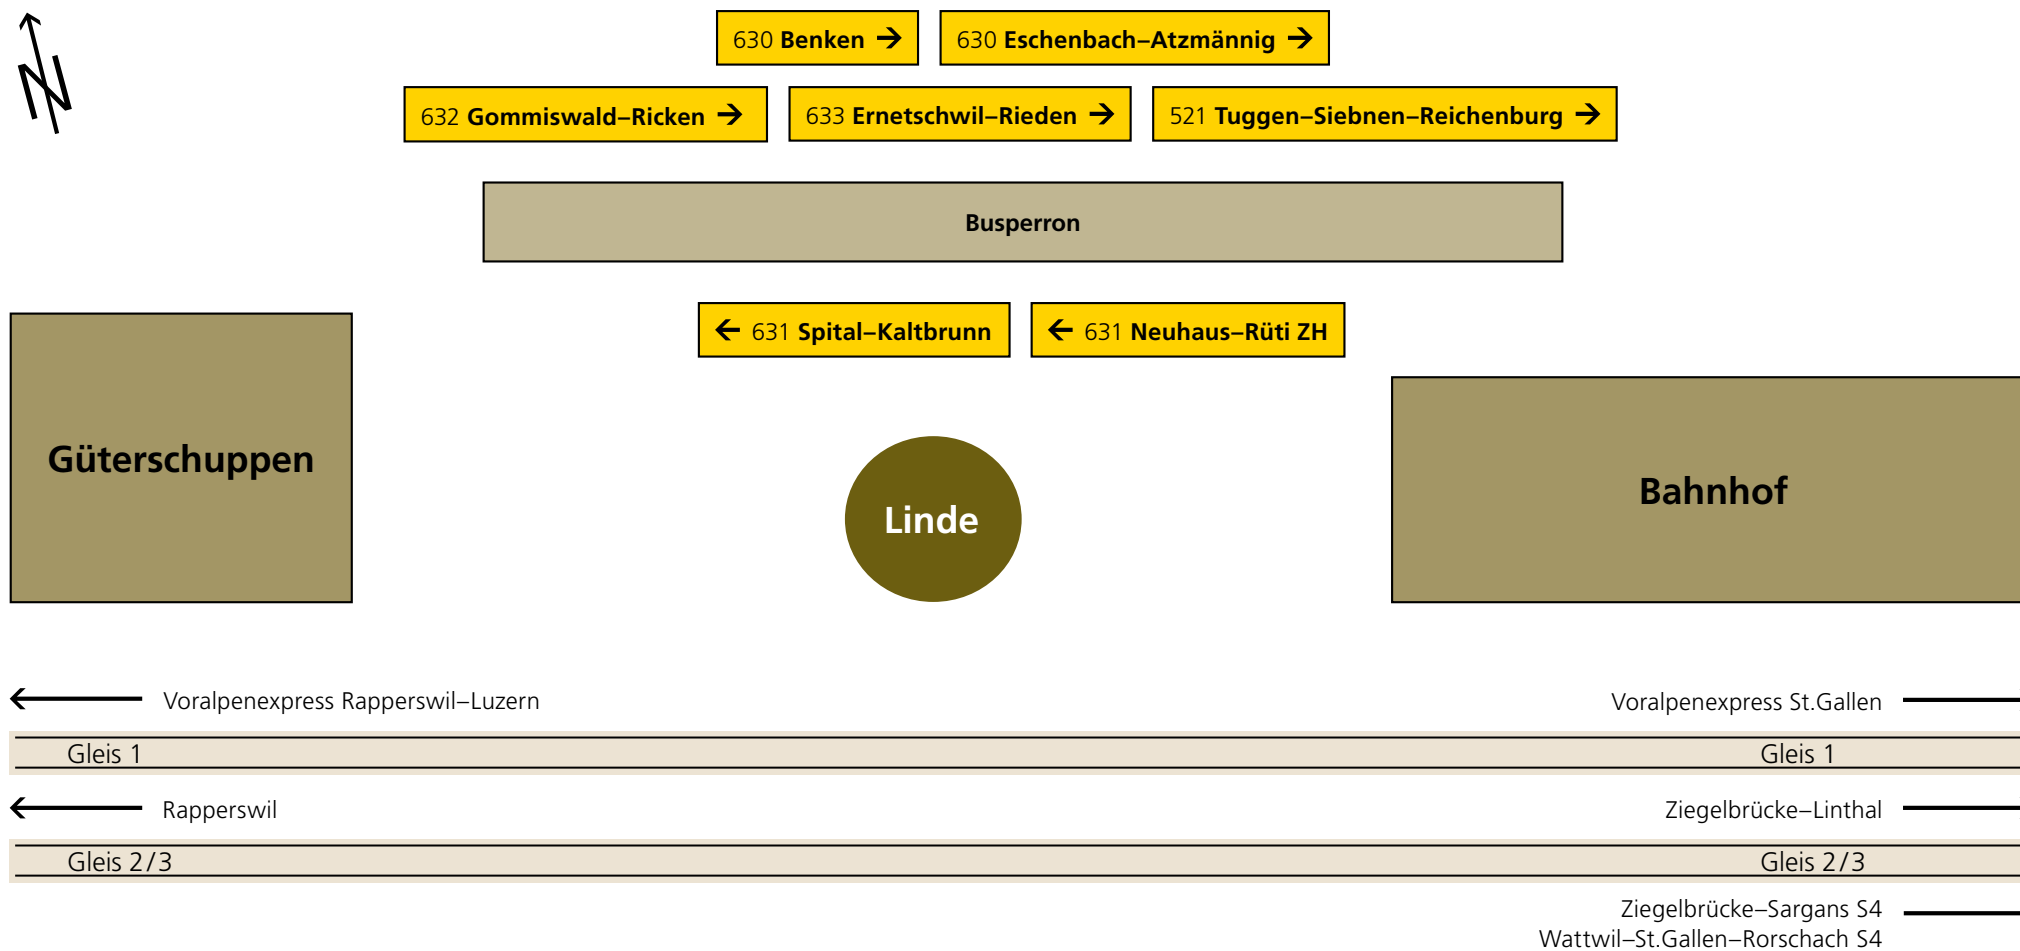 N
630 Benken →
630 Eschenbach–Atzmännig →
632 Gommiswald–Ricken →
633 Ernetschwil–Rieden →
521 Tuggen–Siebnen–Reichenburg →
Busperron
← 631 Spital–Kaltbrunn
← 631 Neuhaus–Rüti ZH
Güterschuppen
Linde
Bahnhof
Voralpenexpress Rapperswil–Luzern
Voralpenexpress St.Gallen
Gleis 1
Gleis 1
Rapperswil
Ziegelbrücke–Linthal
Gleis 2/3
Gleis 2/3
Ziegelbrücke–Sargans S4
Wattwil–St.Gallen–Rorschach S4